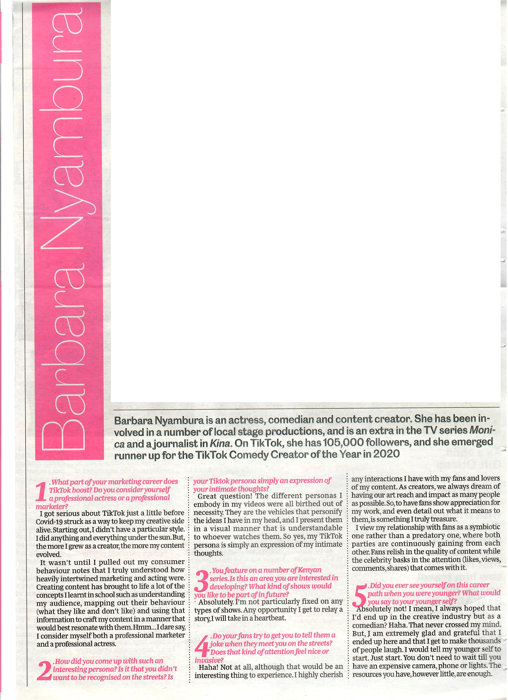 Barbara Nyambura
Barbara Nyambura is an actress, comedian and content creator. She has been in-
volved in a number of local stage productions, and is an extra in the TV series Moni-
ca and a journalist in Kina. On TikTok, she has 105,000 followers, and she emerged
runner up for the TikTok Comedy Creator of the Year in 2020
1.What part of your marketing career does
TikTok boost? Do you consider yourself
a professional actress or a professional
marketer?
I got serious about TikTok just a little before
Covid-19 struck as a way to keep my creative side
alive. Starting out, I didn't have a particular style.
I did anything and everything under the sun. But,
the more I grew as a creator, the more my content
evolved.
It wasn't until I pulled out my consumer
behaviour notes that I truly understood how
heavily intertwined marketing and acting were.
Creating content has brought to life a lot of the
concepts I learnt in school such as understanding
my audience, mapping out their behaviour
(what they like and don't like) and using that
information to craft my content in a manner that
would best resonate with them. Hmm...I dare say,
I consider myself both a professional marketer
and a professional actress.
2.How did you come up with such an
interesting persona? Is it that you didn't
want to be recognised on the streets? Is
your Tiktok persona simply an expression of
your intimate thoughts?
Great question! The different personas I
embody in my videos were all birthed out of
necessity. They are the vehicles that personify
the ideas I have in my head, and I present them
in a visual manner that is understandable
to whoever watches them. So yes, my TikTok
persona is simply an expression of my intimate
thoughts.
3.You feature on a number of Kenyan
series. Is this an area you are interested in
developing? What kind of shows would
you like to be part of in future?
Absolutely. I'm not particularly fixed on any
types of shows. Any opportunity I get to relay a
story, I will take in a heartbeat.
4.Do your fans try to get you to tell them a
joke when they meet you on the streets?
Does that kind of attention feel nice or
invasive?
Haha! Not at all, although that would be an
interesting thing to experience. I highly cherish
any interactions I have with my fans and lovers
of my content. As creators, we always dream of
having our art reach and impact as many people
as possible. So, to have fans show appreciation for
my work, and even detail out what it means to
them, is something I truly treasure.
I view my relationship with fans as a symbiotic
one rather than a predatory one, where both
parties are continuously gaining from each
other. Fans relish in the quality of content while
the celebrity basks in the attention (likes, views,
comments, shares) that comes with it.
5.Did you ever see yourself on this career
path when you were younger? What would
you say to your younger self?
Absolutely not! I mean, I always hoped that
I'd end up in the creative industry but as a
comedian? Haha. That never crossed my mind.
But, I am extremely glad and grateful that I
ended up here and that I get to make thousands
of people laugh. I would tell my younger self to
start. Just start. You don't need to wait till you
have an expensive camera, phone or lights. The
resources you have, however little, are enough.